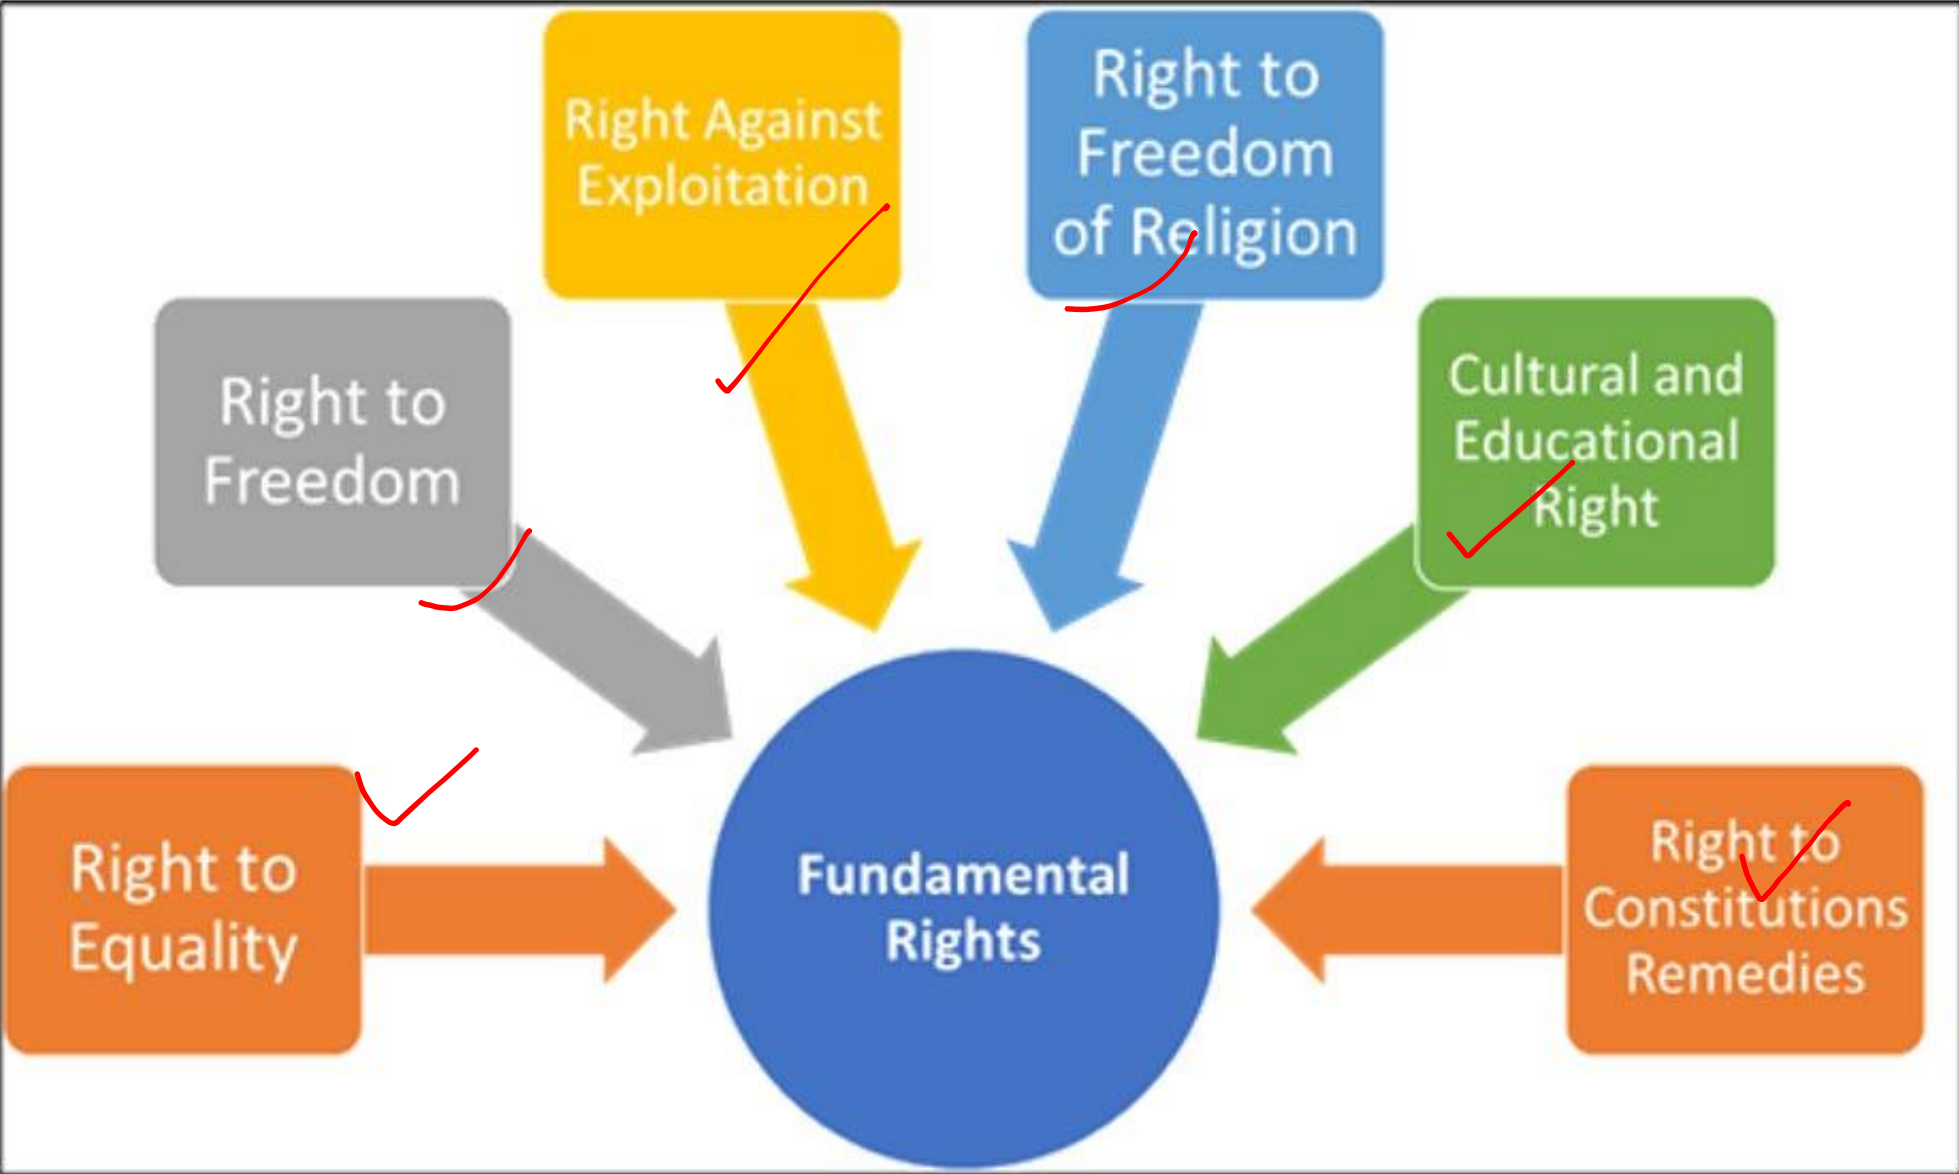 Right Against
Exploitation
Right to
Freedom
of Religion
Right to
Freedom
Cultural and
Educational
Right
Right to
Equality
Fundamental
Rights
Right to
Constitutions
Remedies